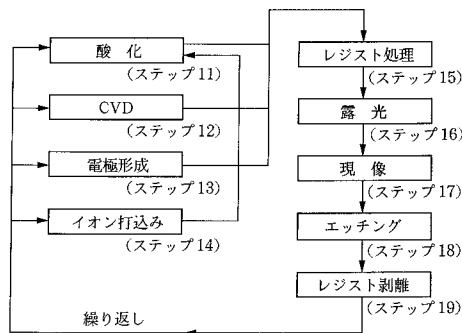 酸 化
(ステップ11)
CVD
(ステップ12)
電極形成
(ステップ13)
イオン打込み
(ステップ14)
レジスト処理
(ステップ15)
露 光
(ステップ16)
現 像
(ステップ17)
エッチング
(ステップ18)
レジスト剥離
(ステップ19)
繰り返し